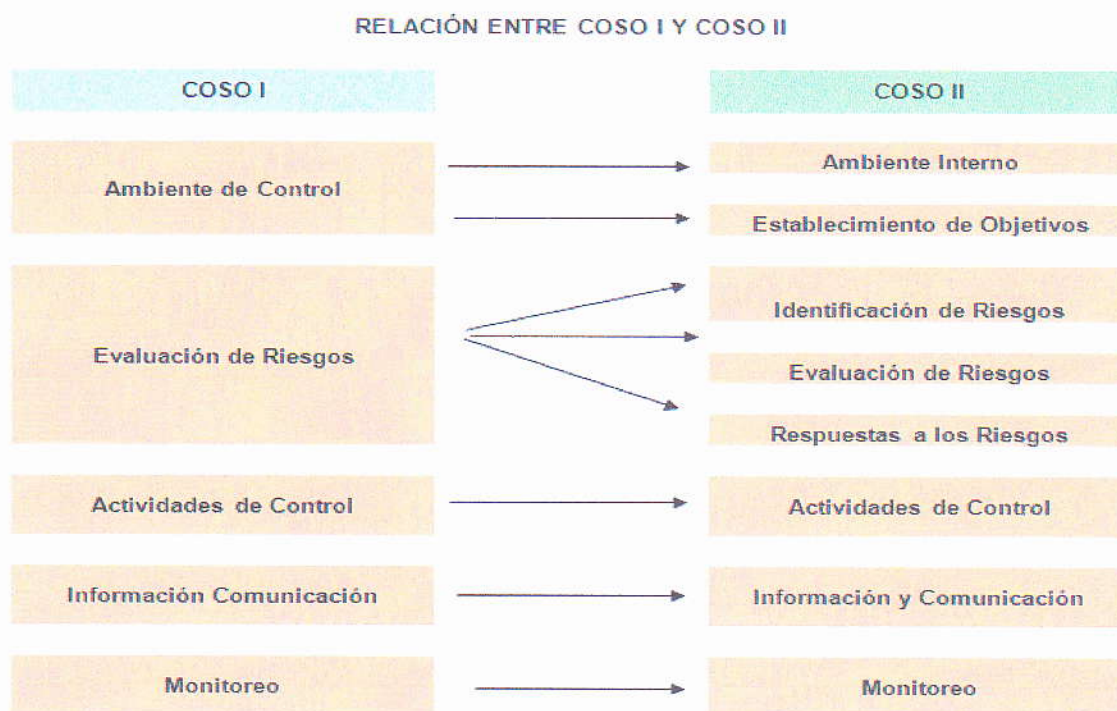 RELACIÓN ENTRE COSO I Y COSO II
COSO I
COSO II
Ambiente de Control
Ambiente Interno
Establecimiento de Objetivos
Evaluación de Riesgos
Identificación de Riesgos
Evaluación de Riesgos
Respuestas a los Riesgos
Actividades de Control
Actividades de Control
Información Comunicación
Información y Comunicación
Monitoreo
Monitoreo